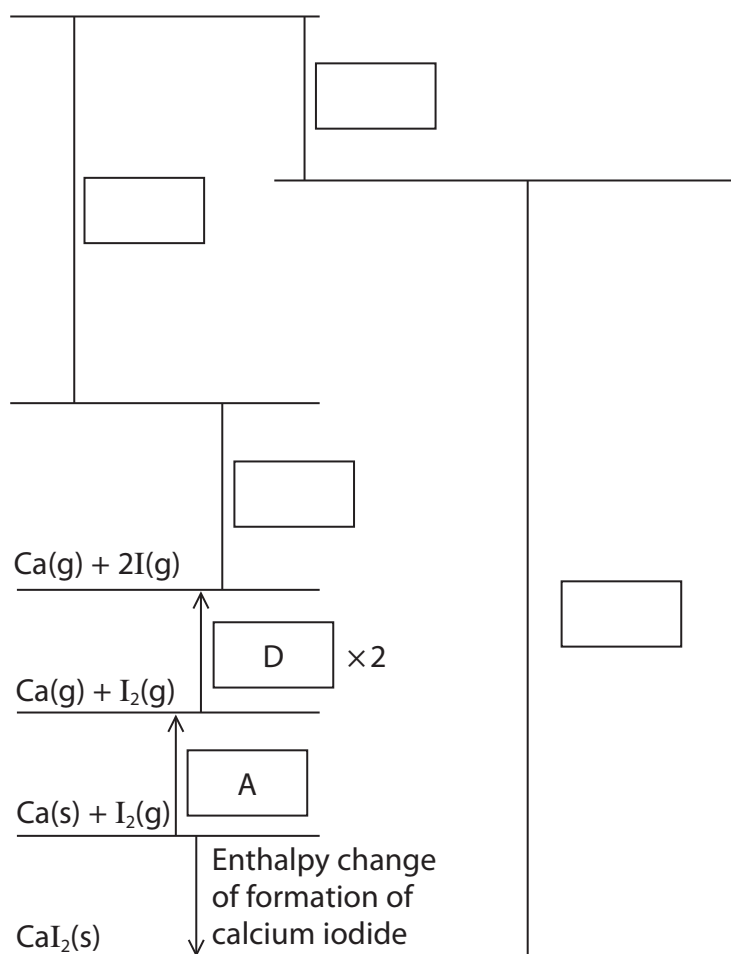 Ca(g) + 2I(g)
D
×2
Ca(g) + I₂(g)
A
Ca(s) + I₂(g)
Enthalpy change
of formation of
calcium iodide
CaI₂(s)